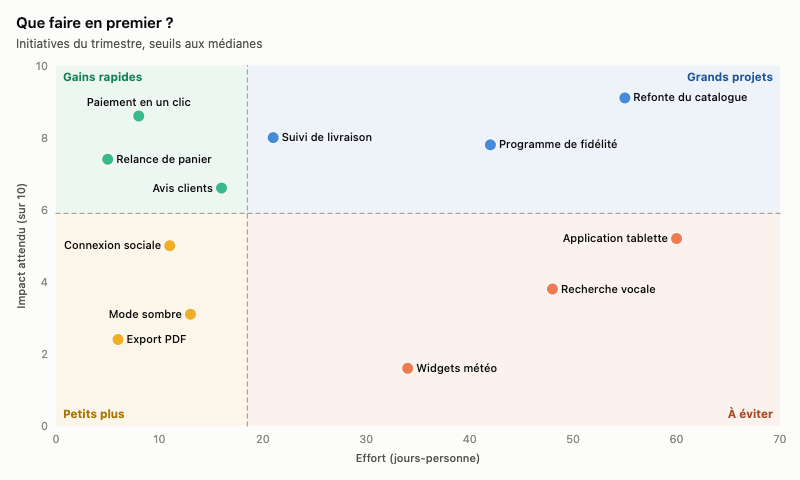 Que faire en premier ?
Initiatives du trimestre, seuils aux médianes
Gains rapides
Grands projets
Paiement en un clic
Refonte du catalogue
Suivi de livraison
Programme de fidélité
Relance de panier
Avis clients
Connexion sociale
Application tablette
Recherche vocale
Mode sombre
Export PDF
Widgets météo
Petits plus
À éviter
Impact attendu (sur 10)
10
8
6
4
2
0
0 10 20 30 40 50 60 70
Effort (jours-personne)